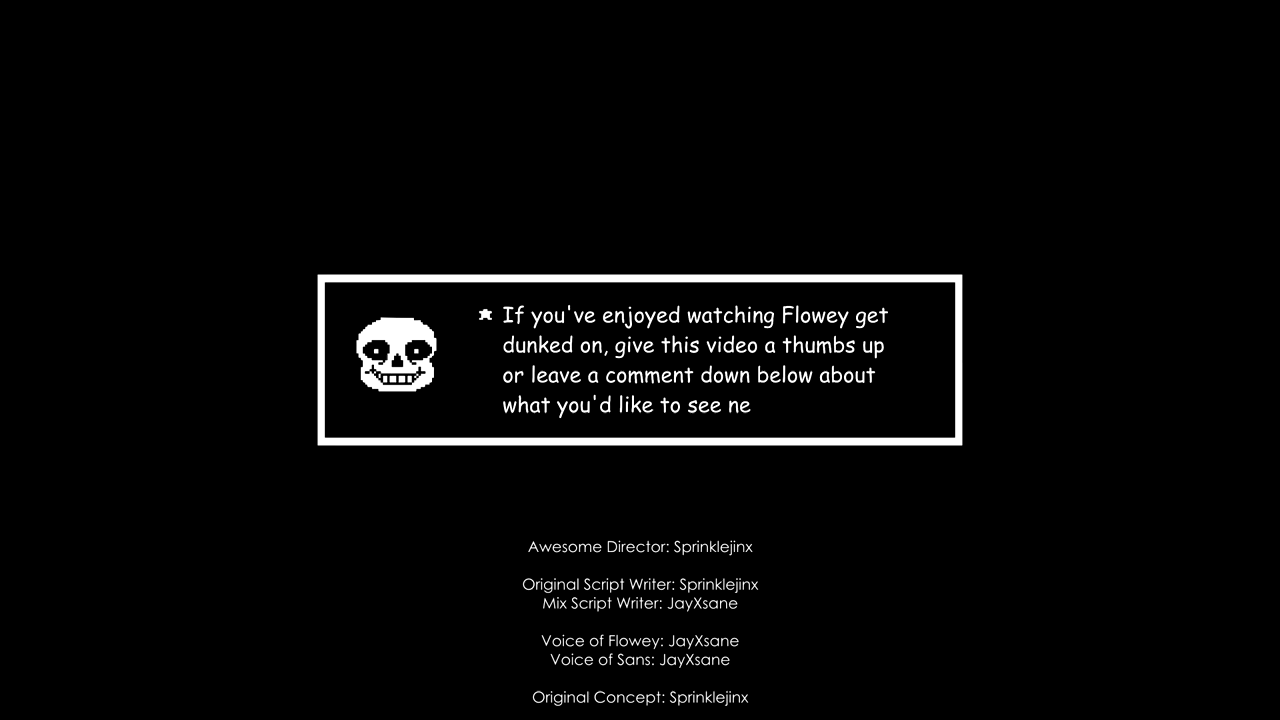 * If you've enjoyed watching Flowey get
dunked on, give this video a thumbs up
or leave a comment down below about
what you'd like to see ne
Awesome Director: Sprinklejinx
Original Script Writer: Sprinklejinx
Mix Script Writer: JayXsane
Voice of Flowey: JayXsane
Voice of Sans: JayXsane
Original Concept: Sprinklejinx